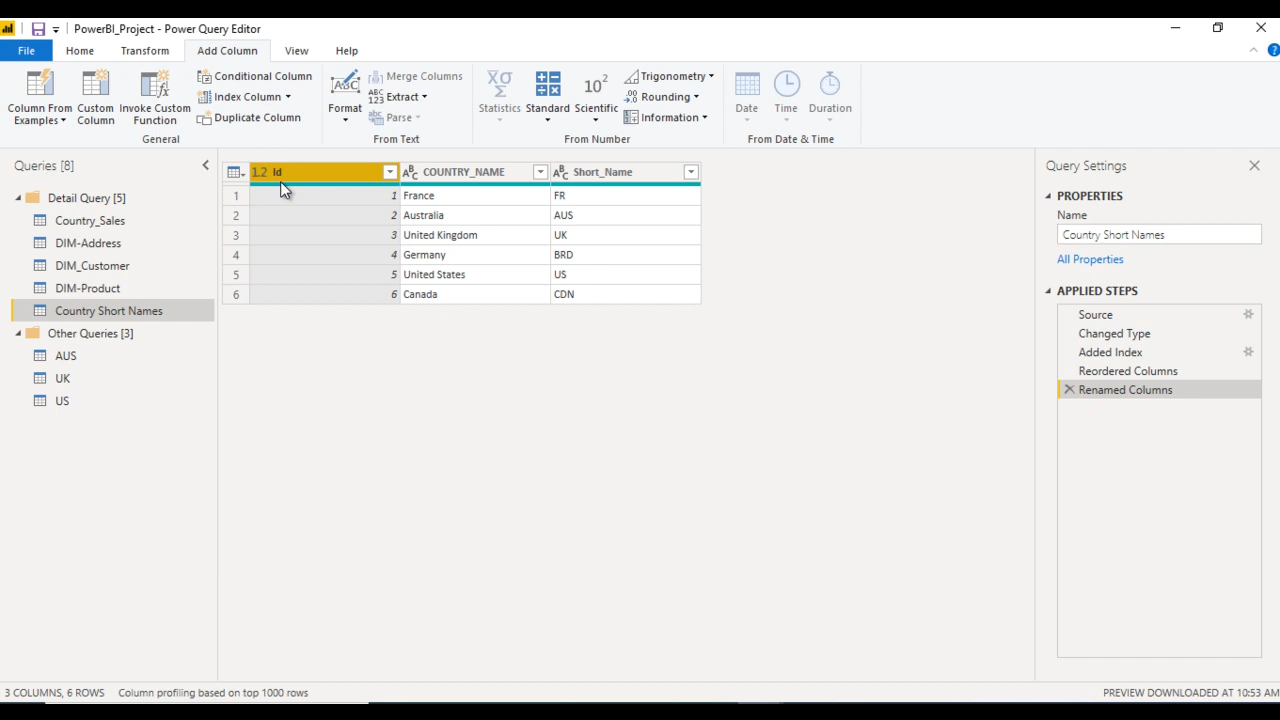 PowerBI_Project - Power Query Editor
File Home Transform Add Column View Help
Column From Examples
Custom Column
Invoke Custom Function
Conditional Column
Index Column
Duplicate Column
General
Format
Merge Columns
Extract
Parse
From Text
Statistics
Standard
Scientific
Trigonometry
Rounding
Information
From Number
Date
Time
Duration
From Date & Time
Queries [8]
Detail Query [5]
Country_Sales
DIM-Address
DIM_Customer
DIM-Product
Country Short Names
Other Queries [3]
AUS
UK
US
1.2 Id ABC COUNTRY_NAME ABC Short_Name
1 1 France FR
2 2 Australia AUS
3 3 United Kingdom UK
4 4 Germany BRD
5 5 United States US
6 6 Canada CDN
Query Settings
PROPERTIES
Name
Country Short Names
All Properties
APPLIED STEPS
Source
Changed Type
Added Index
Reordered Columns
Renamed Columns
3 COLUMNS, 6 ROWS Column profiling based on top 1000 rows
PREVIEW DOWNLOADED AT 10:53 AM